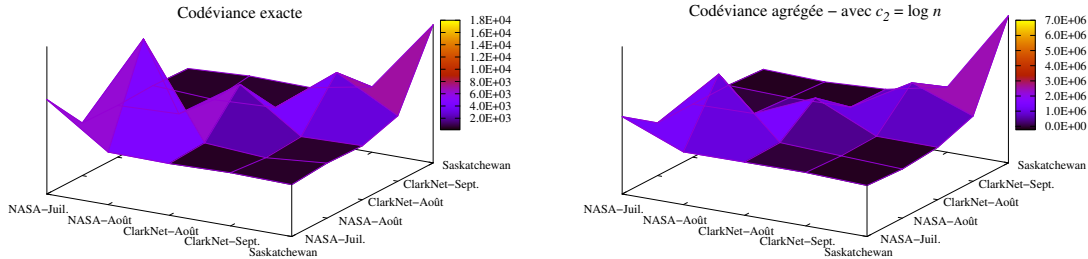 Codéviance exacte
1.8E+04
1.6E+04
1.4E+04
1.2E+04
1.0E+04
8.0E+03
6.0E+03
4.0E+03
2.0E+03
NASA−Juil.
NASA−Août
ClarkNet−Août
ClarkNet−Sept.
Saskatchewan
NASA−Juil.
NASA−Août
ClarkNet−Août
ClarkNet−Sept.
Saskatchewan
Codéviance agrégée − avec c2 = log n
7.0E+06
6.0E+06
5.0E+06
4.0E+06
3.0E+06
2.0E+06
1.0E+06
0.0E+00
NASA−Juil.
NASA−Août
ClarkNet−Août
ClarkNet−Sept.
Saskatchewan
NASA−Juil.
NASA−Août
ClarkNet−Août
ClarkNet−Sept.
Saskatchewan